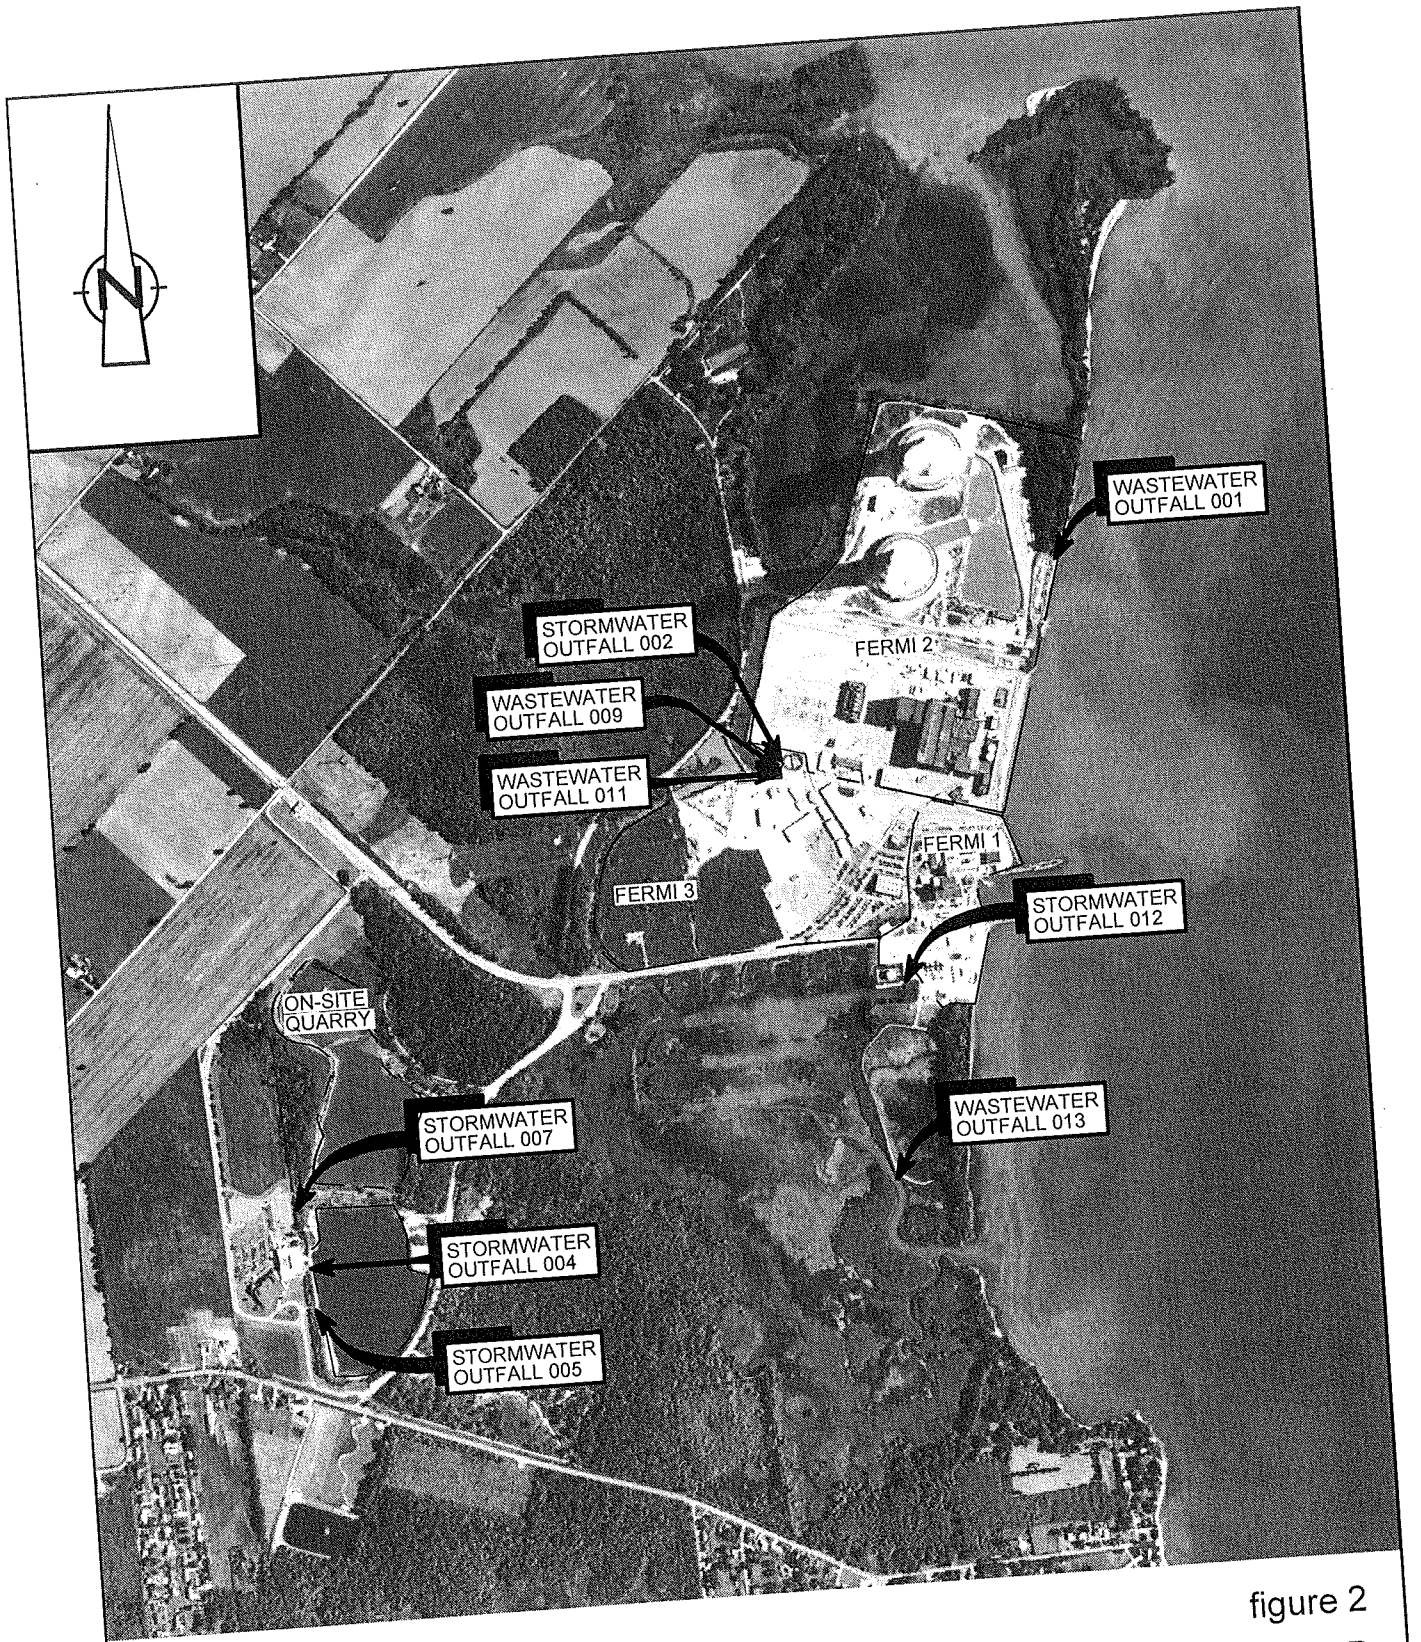 N
WASTEWATER
OUTFALL 001
STORMWATER
OUTFALL 002
FERMI 2
WASTEWATER
OUTFALL 009
WASTEWATER
OUTFALL 011
FERMI 1
FERMI 3
STORMWATER
OUTFALL 012
ON-SITE
QUARRY
WASTEWATER
OUTFALL 013
STORMWATER
OUTFALL 007
STORMWATER
OUTFALL 004
STORMWATER
OUTFALL 005
figure 2